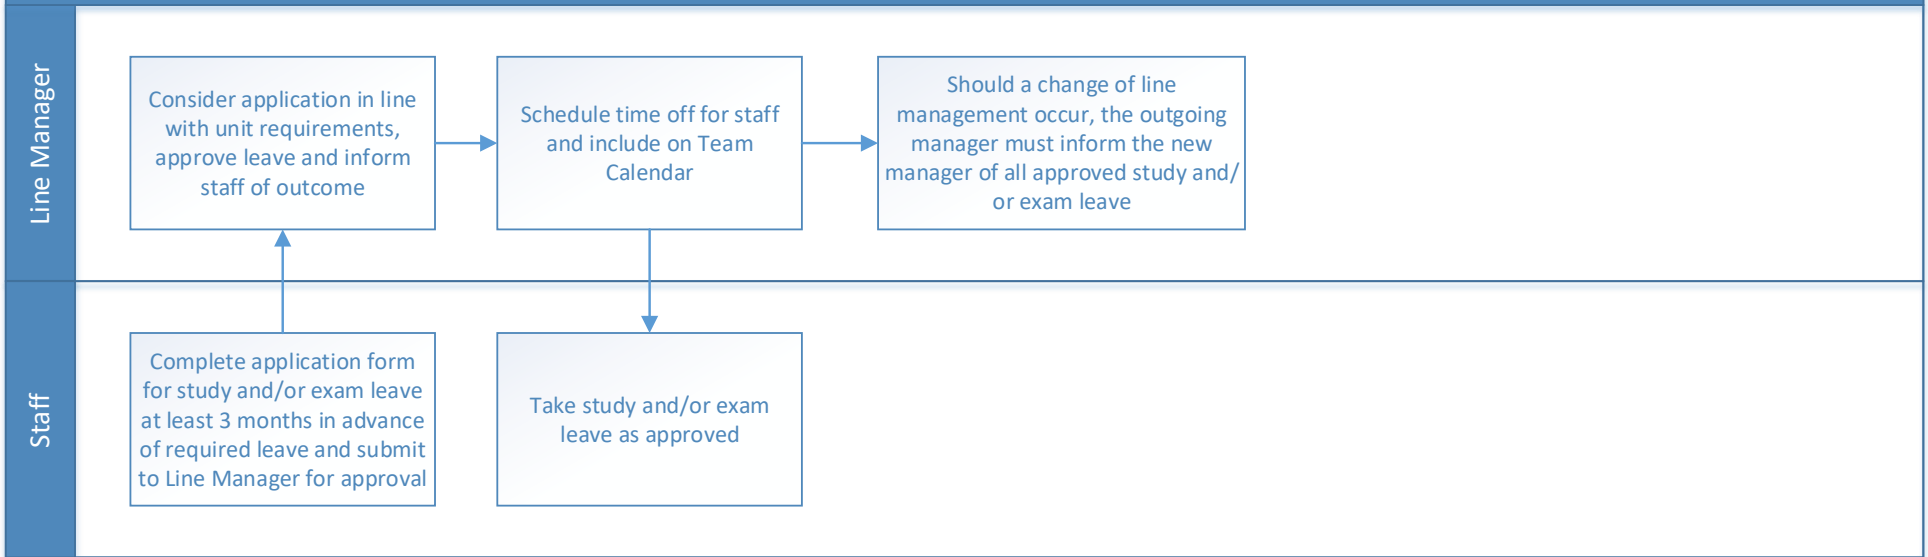 Line Manager
Consider application in line
with unit requirements,
approve leave and inform
staff of outcome
Schedule time off for staff
and include on Team
Calendar
Should a change of line
management occur, the outgoing
manager must inform the new
manager of all approved study and/
or exam leave
Staff
Complete application form
for study and/or exam leave
at least 3 months in advance
of required leave and submit
to Line Manager for approval
Take study and/or exam
leave as approved